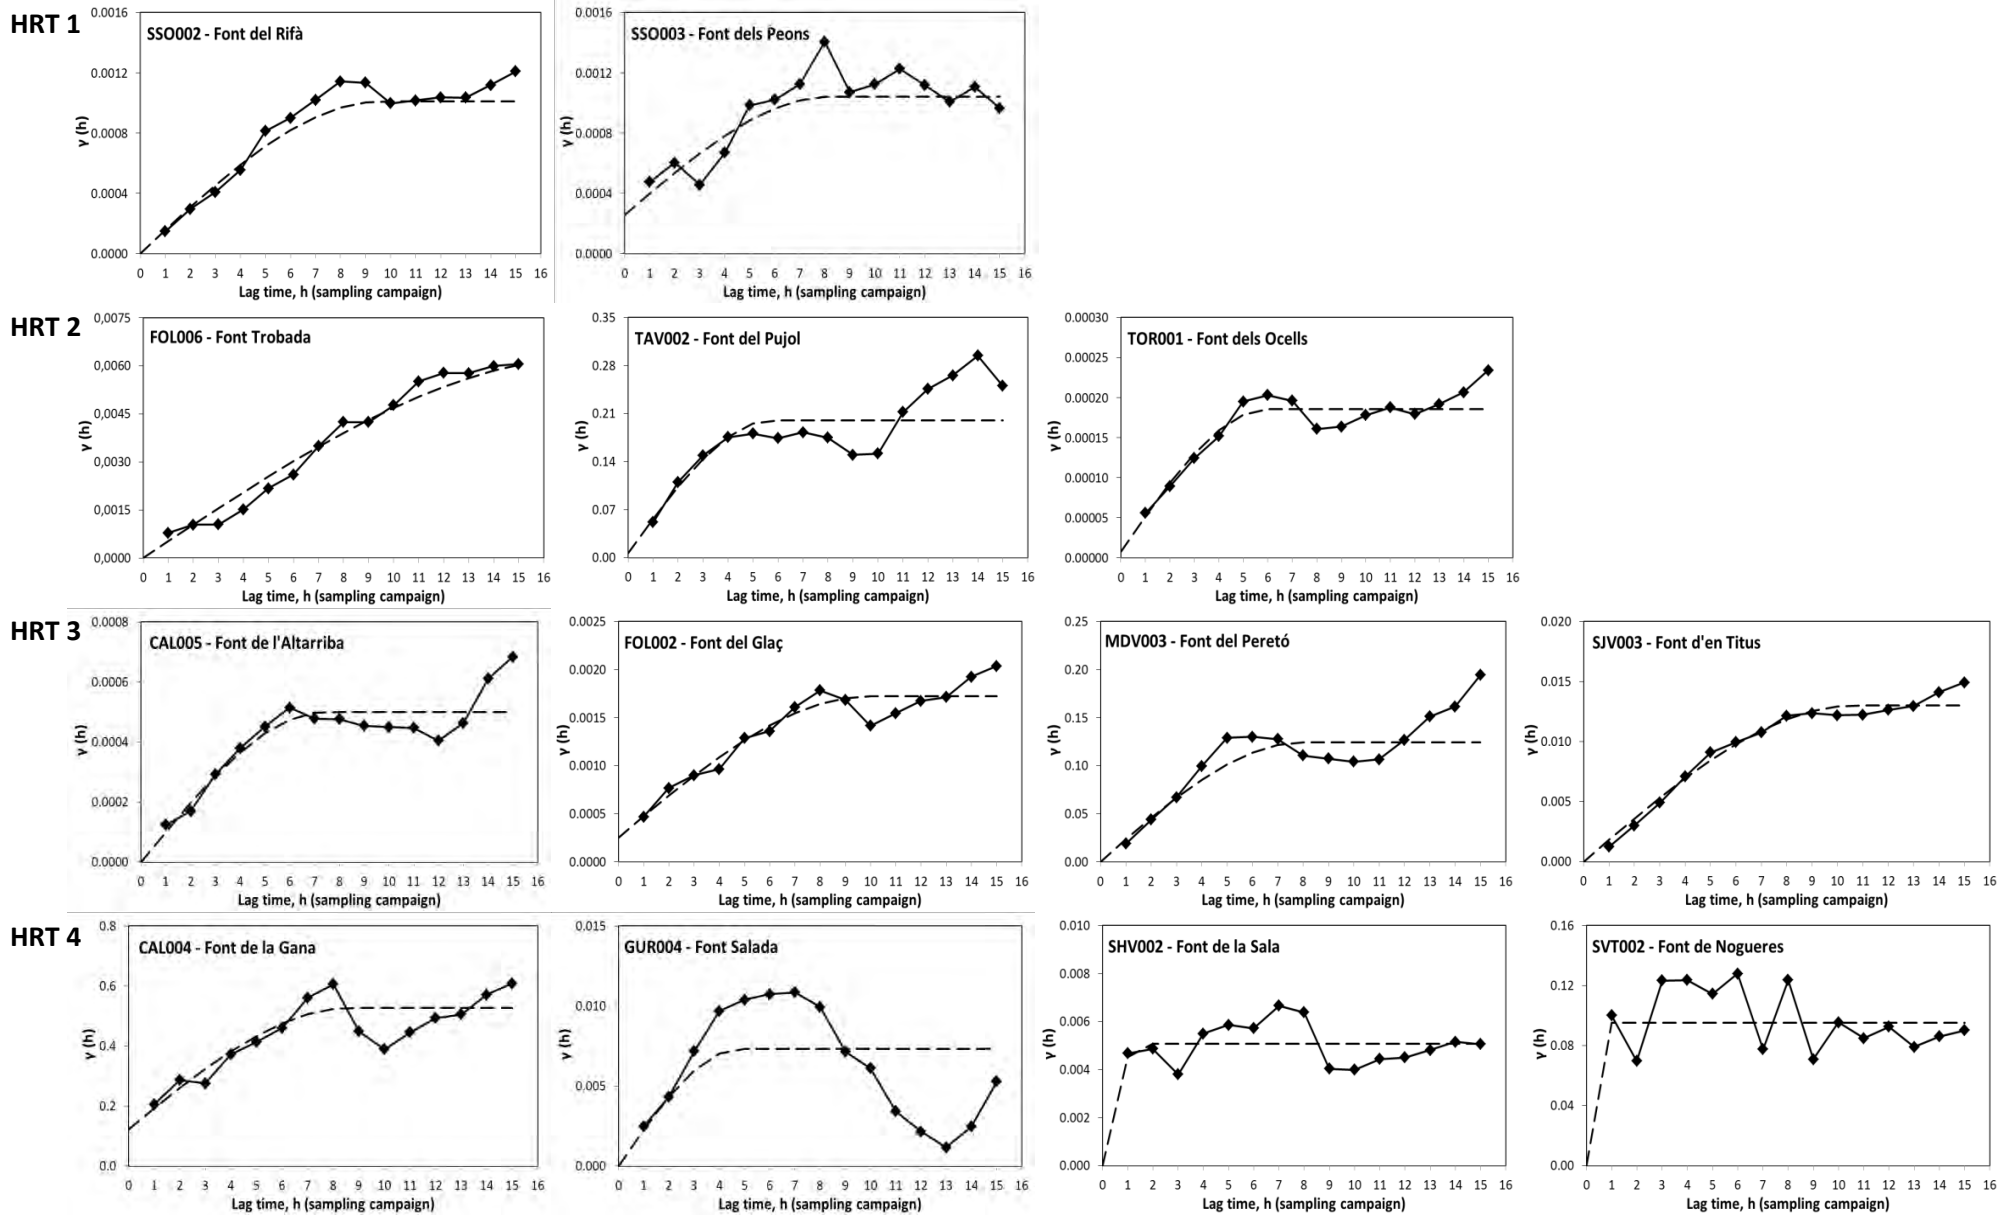 HRT 1
SSO002 - Font del Rifà
γ (h)
0.0016
0.0012
0.0008
0.0004
0.0000
0 1 2 3 4 5 6 7 8 9 10 11 12 13 14 15 16
Lag time, h (sampling campaign)
SSO003 - Font dels Peons
γ (h)
0.0016
0.0012
0.0008
0.0004
0.0000
0 1 2 3 4 5 6 7 8 9 10 11 12 13 14 15 16
Lag time, h (sampling campaign)
HRT 2
FOL006 - Font Trobada
γ (h)
0,0075
0,0060
0,0045
0,0030
0,0015
0,0000
0 1 2 3 4 5 6 7 8 9 10 11 12 13 14 15 16
Lag time, h (sampling campaign)
TAV002 - Font del Pujol
γ (h)
0.35
0.28
0.21
0.14
0.07
0.00
0 1 2 3 4 5 6 7 8 9 10 11 12 13 14 15 16
Lag time, h (sampling campaign)
TOR001 - Font dels Ocells
γ (h)
0.00030
0.00025
0.00020
0.00015
0.00010
0.00005
0.00000
0 1 2 3 4 5 6 7 8 9 10 11 12 13 14 15 16
Lag time, h (sampling campaign)
HRT 3
CAL005 - Font de l'Altarriba
γ (h)
0.0008
0.0006
0.0004
0.0002
0.0000
0 1 2 3 4 5 6 7 8 9 10 11 12 13 14 15 16
Lag time, h (sampling campaign)
FOL002 - Font del Glaç
γ (h)
0.0025
0.0020
0.0015
0.0010
0.0005
0.0000
0 1 2 3 4 5 6 7 8 9 10 11 12 13 14 15 16
Lag time, h (sampling campaign)
MDV003 - Font del Peretó
γ (h)
0.25
0.20
0.15
0.10
0.05
0.00
0 1 2 3 4 5 6 7 8 9 10 11 12 13 14 15 16
Lag time, h (sampling campaign)
SJV003 - Font d'en Titus
γ (h)
0.020
0.015
0.010
0.005
0.000
0 1 2 3 4 5 6 7 8 9 10 11 12 13 14 15 16
Lag time, h (sampling campaign)
HRT 4
CAL004 - Font de la Gana
γ (h)
0.8
0.6
0.4
0.2
0.0
0 1 2 3 4 5 6 7 8 9 10 11 12 13 14 15 16
Lag time, h (sampling campaign)
GUR004 - Font Salada
γ (h)
0.015
0.010
0.005
0.000
0 1 2 3 4 5 6 7 8 9 10 11 12 13 14 15 16
Lag time, h (sampling campaign)
SHV002 - Font de la Sala
γ (h)
0.010
0.008
0.006
0.004
0.002
0.000
0 1 2 3 4 5 6 7 8 9 10 11 12 13 14 15 16
Lag time, h (sampling campaign)
SVT002 - Font de Nogueres
γ (h)
0.16
0.12
0.08
0.04
0.00
0 1 2 3 4 5 6 7 8 9 10 11 12 13 14 15 16
Lag time, h (sampling campaign)